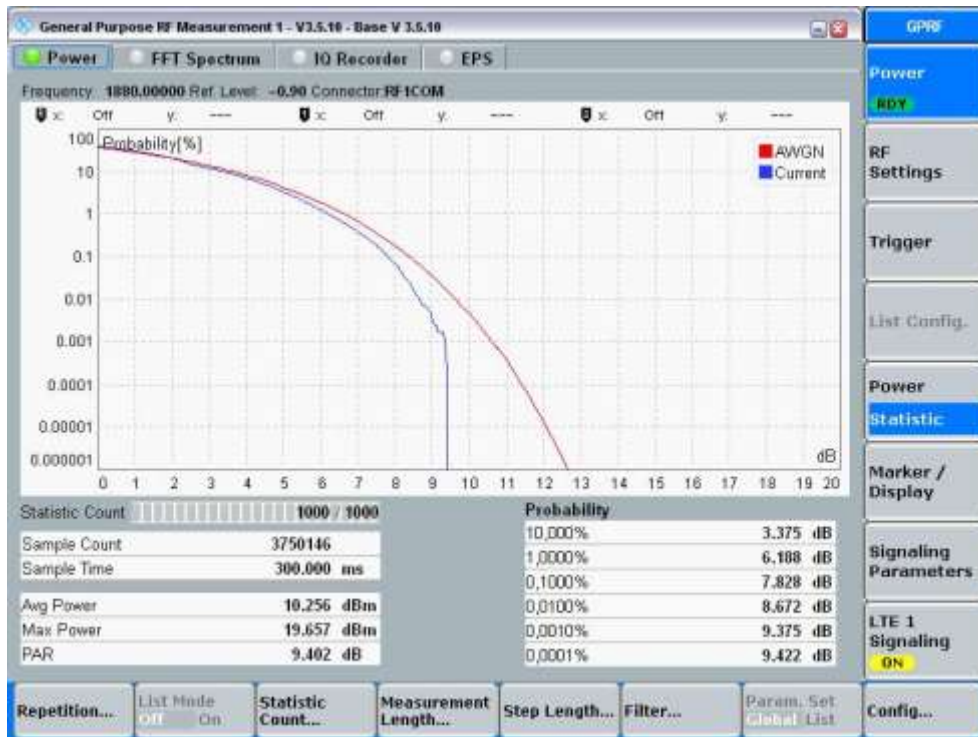 General Purpose RF Measurement 1 - V3.5.10 - Base V 3.5.10
GPRF
Power
FFT Spectrum
IQ Recorder
EPS
Power
RDY
Frequency: 1880.00000 Ref. Level: -0.90 Connector:RF1COM
x: Off y: --- x: Off y: --- x: Off y: ---
Probability[%]
AWGN
Current
100
10
1
0.1
0.01
0.001
0.0001
0.00001
0.000001
dB
0 1 2 3 4 5 6 7 8 9 10 11 12 13 14 15 16 17 18 19 20
RF
Settings
Trigger
List Config.
Power
Statistic
Marker /
Display
Signaling
Parameters
LTE 1
Signaling
ON
Statistic Count 1000 / 1000
Sample Count 3750146
Sample Time 300.000 ms
Avg Power 10.256 dBm
Max Power 19.657 dBm
PAR 9.402 dB
Probability
10,000% 3.375 dB
1,0000% 6.188 dB
0,1000% 7.828 dB
0,0100% 8.672 dB
0,0010% 9.375 dB
0,0001% 9.422 dB
Repetition...
List Mode
Off On
Statistic
Count...
Measurement
Length...
Step Length...
Filter...
Param. Set
Global List
Config...